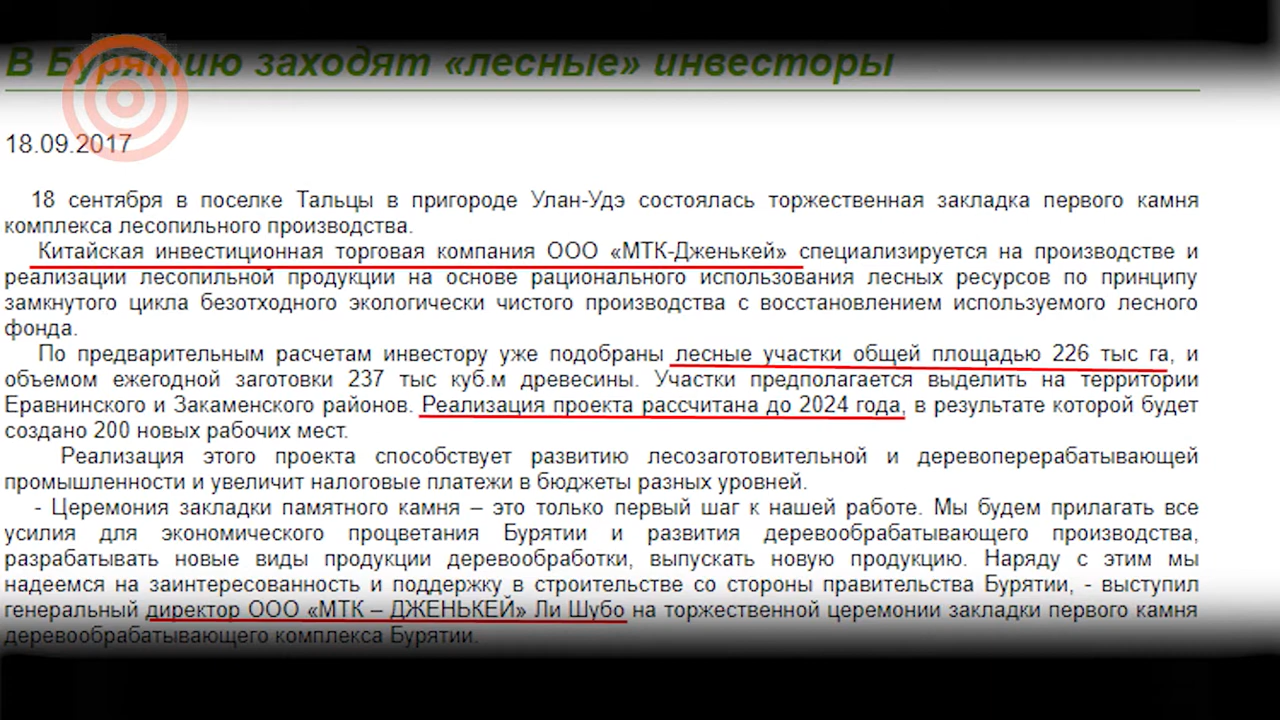 В Бурятию заходят «лесные» инвесторы
18.09.2017
18 сентября в поселке Тальцы в пригороде Улан-Удэ состоялась торжественная закладка первого камня
комплекса лесопильного производства.
Китайская инвестиционная торговая компания ООО «МТК-Дженькей» специализируется на производстве и
реализации лесопильной продукции на основе рационального использования лесных ресурсов по принципу
замкнутого цикла безотходного экологически чистого производства с восстановлением используемого лесного
фонда.
По предварительным расчетам инвестору уже подобраны лесные участки общей площадью 226 тыс га, и
объемом ежегодной заготовки 237 тыс куб.м древесины. Участки предполагается выделить на территории
Еравнинского и Закаменского районов. Реализация проекта рассчитана до 2024 года, в результате которой будет
создано 200 новых рабочих мест.
Реализация этого проекта способствует развитию лесозаготовительной и деревоперерабатывающей
промышленности и увеличит налоговые платежи в бюджеты разных уровней.
- Церемония закладки памятного камня – это только первый шаг к нашей работе. Мы будем прилагать все
усилия для экономического процветания Бурятии и развития деревообрабатывающего производства,
разрабатывать новые виды продукции деревообработки, выпускать новую продукцию. Наряду с этим мы
надеемся на заинтересованность и поддержку в строительстве со стороны правительства Бурятии, - выступил
генеральный директор ООО «МТК – ДЖЕНЬКЕЙ» Ли Шубо на торжественной церемонии закладки первого камня
деревообрабатывающего комплекса Бурятии.